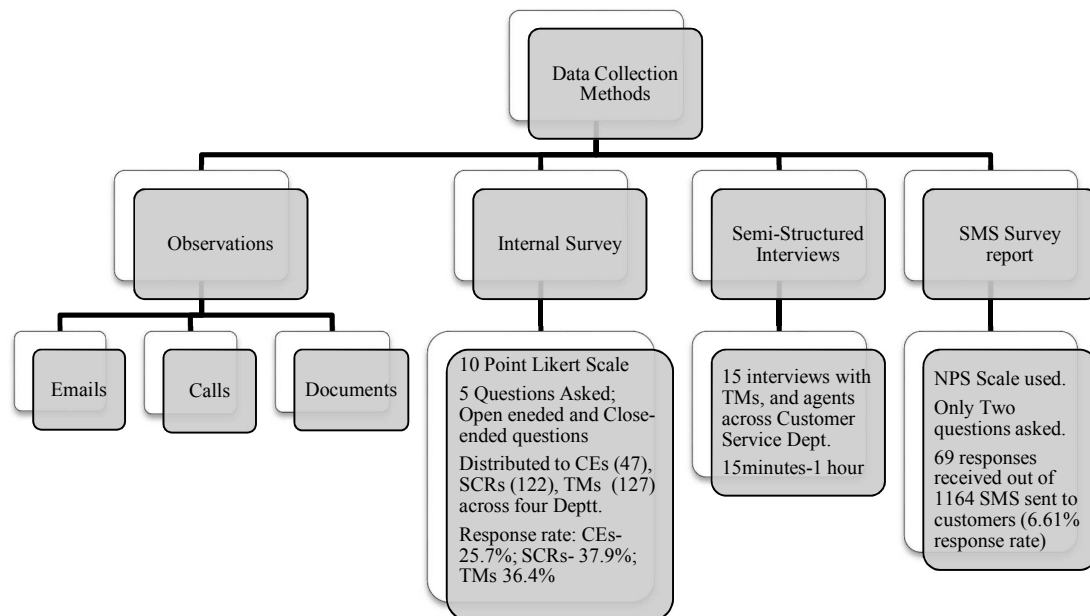 Data Collection
Methods
Observations
Internal Survey
Semi-Structured
Interviews
SMS Survey
report
Emails
Calls
Documents
10 Point Likert Scale
5 Questions Asked;
Open eneded and Close-
ended questions
Distributed to CEs (47),
SCRs (122), TMs (127)
across four Deptt.
Response rate: CEs-
25.7%; SCRs- 37.9%;
TMs 36.4%
15 interviews with
TMs, and agents
across Customer
Service Dept.
15minutes-1 hour
NPS Scale used.
Only Two
questions asked.
69 responses
received out of
1164 SMS sent to
customers (6.61%
response rate)